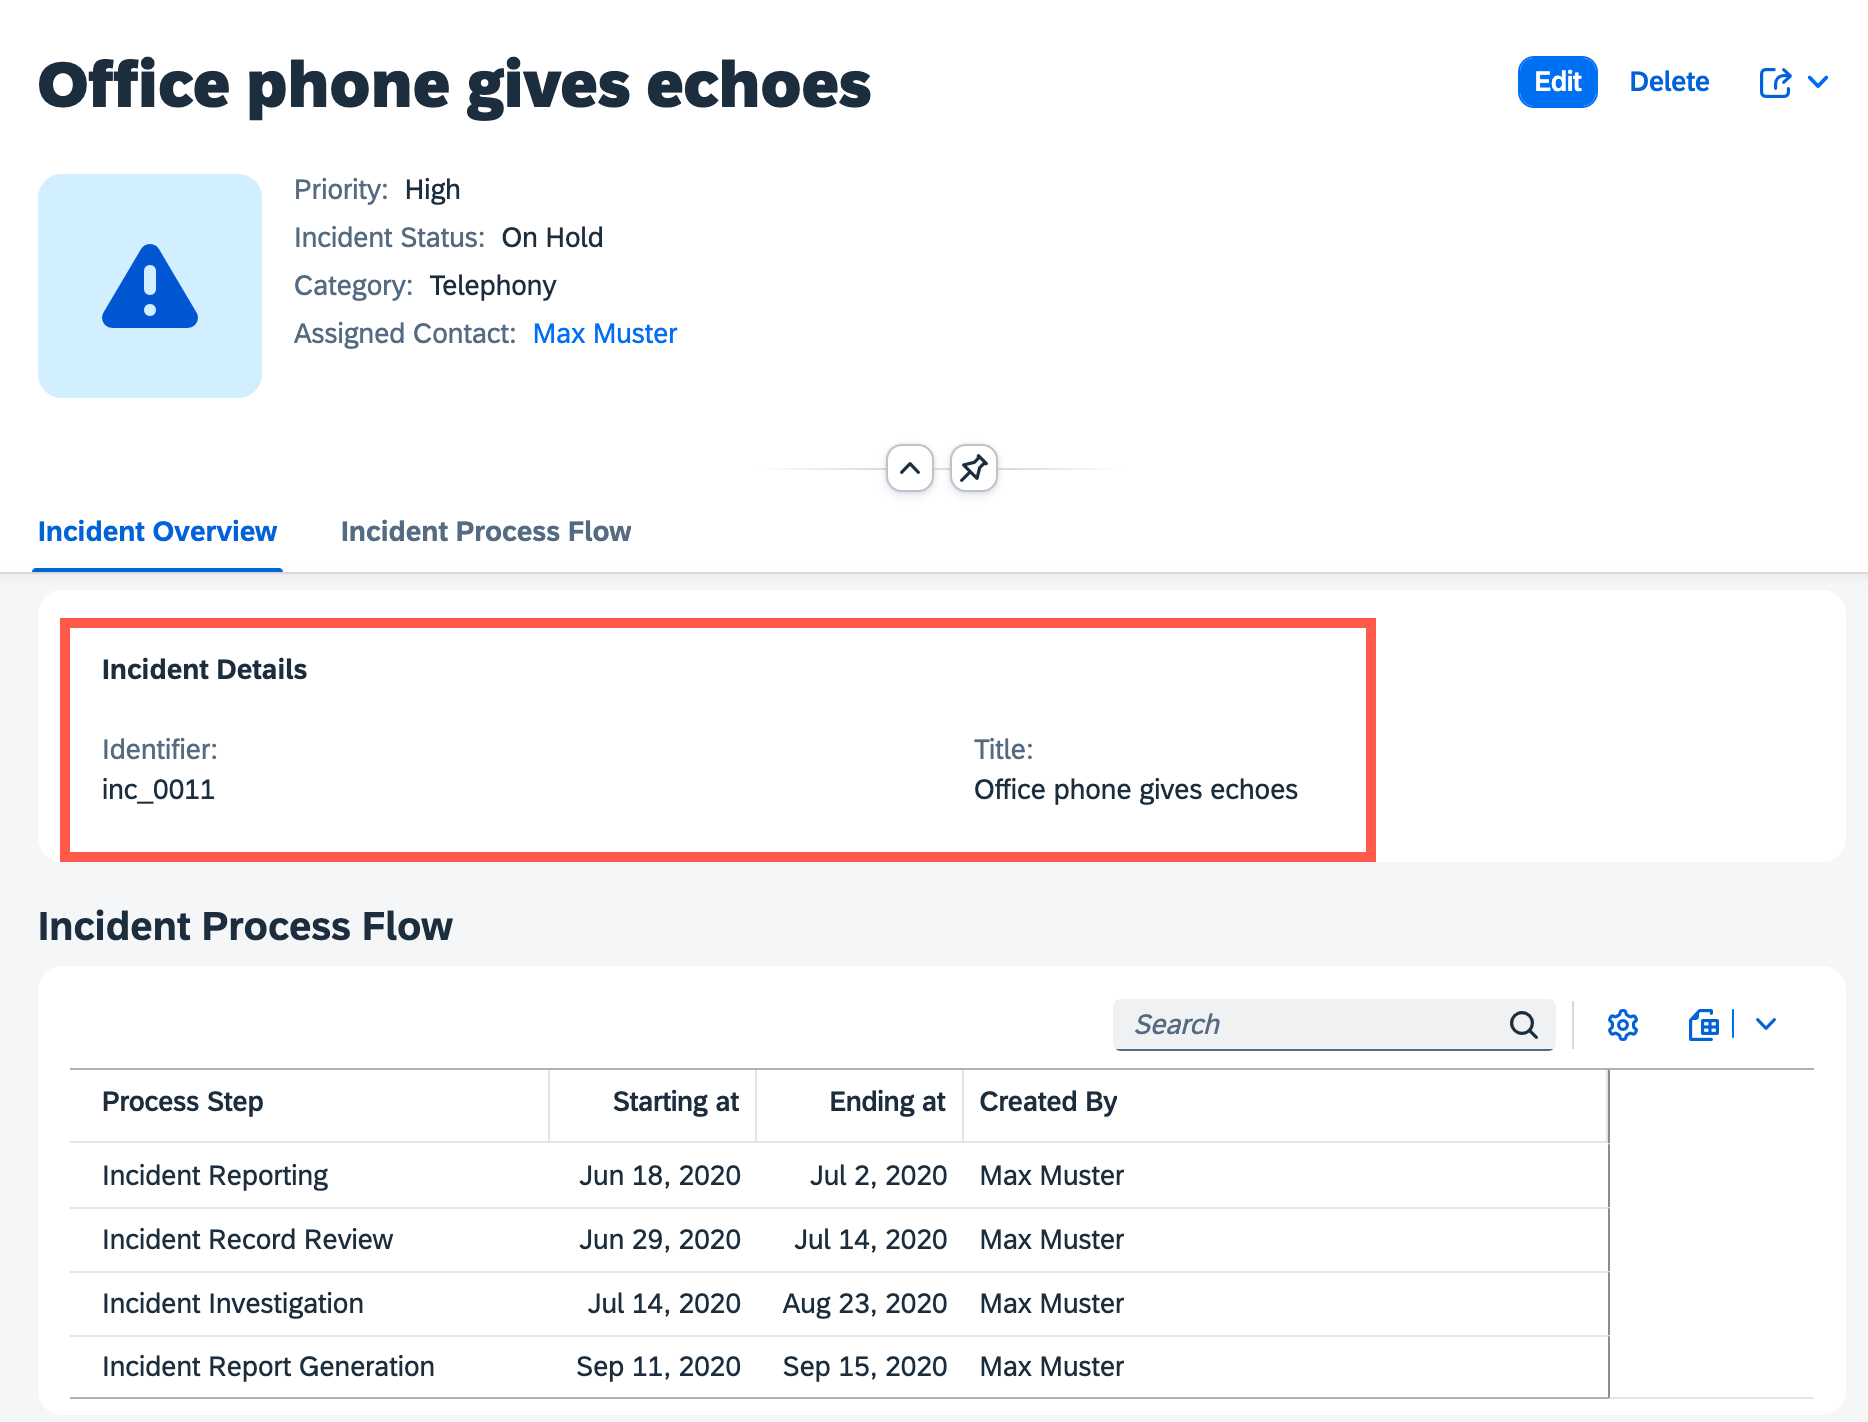 Office phone gives echoes
Edit
Delete
Priority: High
Incident Status: On Hold
Category: Telephony
Assigned Contact: Max Muster
Incident Overview
Incident Process Flow
Incident Details
Identifier:
inc_0011
Title:
Office phone gives echoes
Incident Process Flow
Search
Process Step Starting at Ending at Created By
Incident Reporting Jun 18, 2020 Jul 2, 2020 Max Muster
Incident Record Review Jun 29, 2020 Jul 14, 2020 Max Muster
Incident Investigation Jul 14, 2020 Aug 23, 2020 Max Muster
Incident Report Generation Sep 11, 2020 Sep 15, 2020 Max Muster